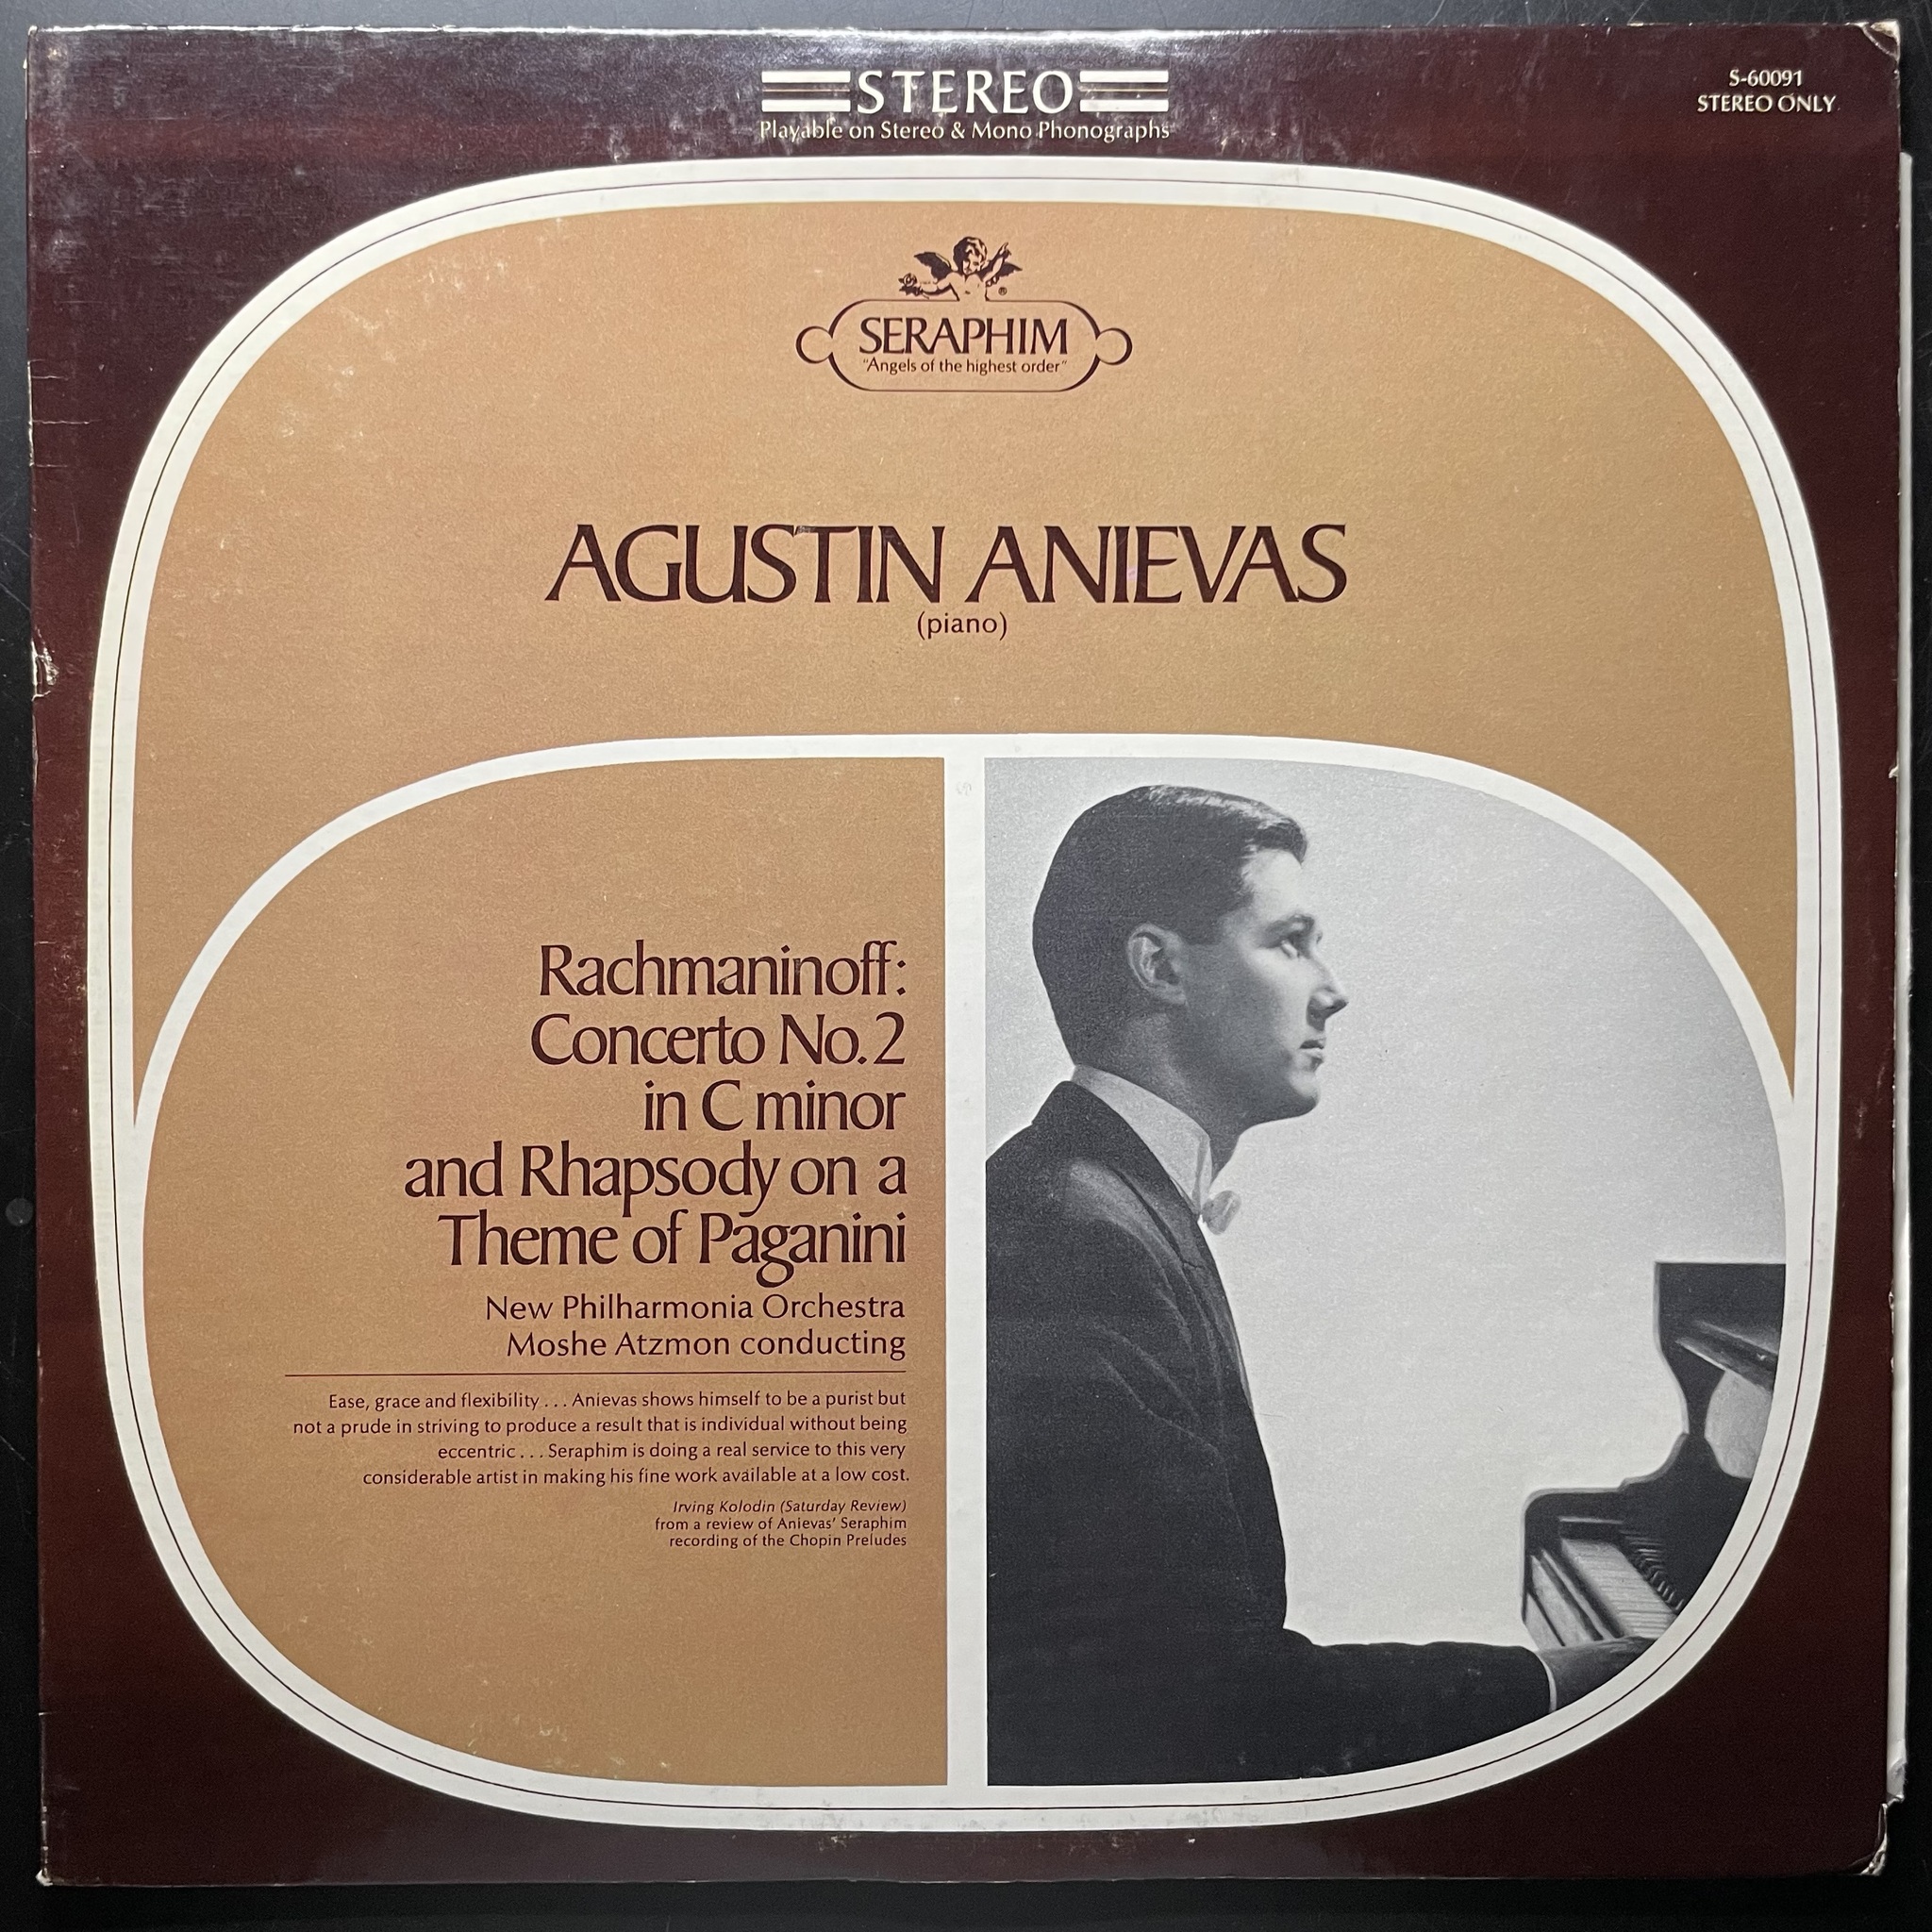 STEREO
Playable on Stereo & Mono Phonographs
S-60091
STEREO ONLY
®
SERAPHIM
"Angels of the highest order"
AGUSTIN ANIEVAS
(piano)
Rachmaninoff:
Concerto No.2
in C minor
and Rhapsody on a
Theme of Paganini
New Philharmonia Orchestra
Moshe Atzmon conducting
Ease, grace and flexibility . . . Anievas shows himself to be a purist but
not a prude in striving to produce a result that is individual without being
eccentric . . . Seraphim is doing a real service to this very
considerable artist in making his fine work available at a low cost.
Irving Kolodin (Saturday Review)
from a review of Anievas' Seraphim
recording of the Chopin Preludes